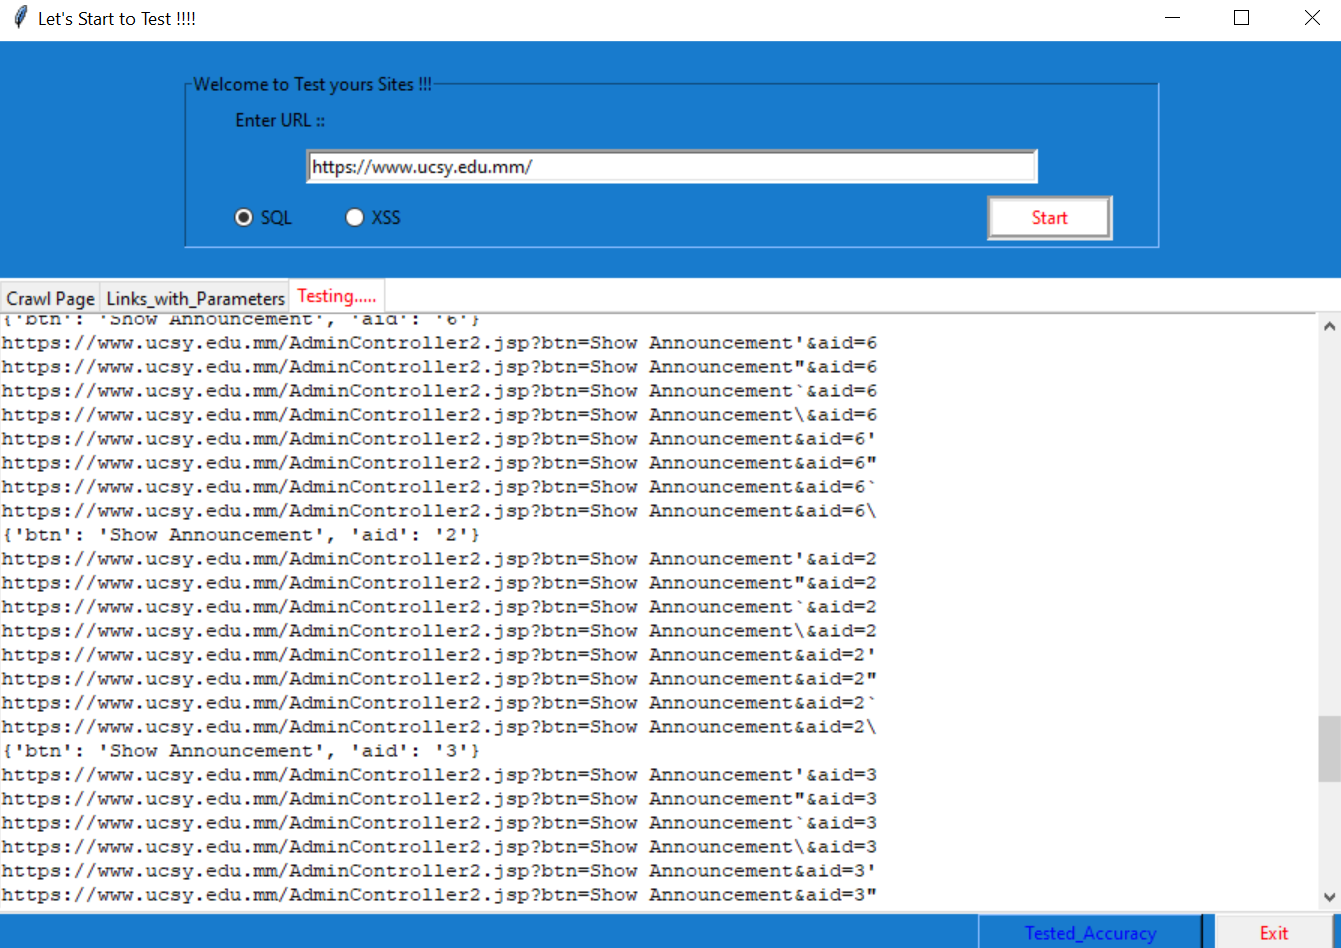 Let's Start to Test !!!!
Welcome to Test yours Sites !!!
Enter URL ::
https://www.ucsy.edu.mm/
SQL XSS Start
Crawl Page Links_with_Parameters Testing.....
{'btn': 'Show Announcement', 'aid': '6'}
https://www.ucsy.edu.mm/AdminController2.jsp?btn=Show Announcement'&aid=6
https://www.ucsy.edu.mm/AdminController2.jsp?btn=Show Announcement"&aid=6
https://www.ucsy.edu.mm/AdminController2.jsp?btn=Show Announcement`&aid=6
https://www.ucsy.edu.mm/AdminController2.jsp?btn=Show Announcement\&aid=6
https://www.ucsy.edu.mm/AdminController2.jsp?btn=Show Announcement&aid=6'
https://www.ucsy.edu.mm/AdminController2.jsp?btn=Show Announcement&aid=6"
https://www.ucsy.edu.mm/AdminController2.jsp?btn=Show Announcement&aid=6`
https://www.ucsy.edu.mm/AdminController2.jsp?btn=Show Announcement&aid=6\
{'btn': 'Show Announcement', 'aid': '2'}
https://www.ucsy.edu.mm/AdminController2.jsp?btn=Show Announcement'&aid=2
https://www.ucsy.edu.mm/AdminController2.jsp?btn=Show Announcement"&aid=2
https://www.ucsy.edu.mm/AdminController2.jsp?btn=Show Announcement`&aid=2
https://www.ucsy.edu.mm/AdminController2.jsp?btn=Show Announcement\&aid=2
https://www.ucsy.edu.mm/AdminController2.jsp?btn=Show Announcement&aid=2'
https://www.ucsy.edu.mm/AdminController2.jsp?btn=Show Announcement&aid=2"
https://www.ucsy.edu.mm/AdminController2.jsp?btn=Show Announcement&aid=2`
https://www.ucsy.edu.mm/AdminController2.jsp?btn=Show Announcement&aid=2\
{'btn': 'Show Announcement', 'aid': '3'}
https://www.ucsy.edu.mm/AdminController2.jsp?btn=Show Announcement'&aid=3
https://www.ucsy.edu.mm/AdminController2.jsp?btn=Show Announcement"&aid=3
https://www.ucsy.edu.mm/AdminController2.jsp?btn=Show Announcement`&aid=3
https://www.ucsy.edu.mm/AdminController2.jsp?btn=Show Announcement\&aid=3
https://www.ucsy.edu.mm/AdminController2.jsp?btn=Show Announcement&aid=3'
https://www.ucsy.edu.mm/AdminController2.jsp?btn=Show Announcement&aid=3"
Tested_Accuracy Exit